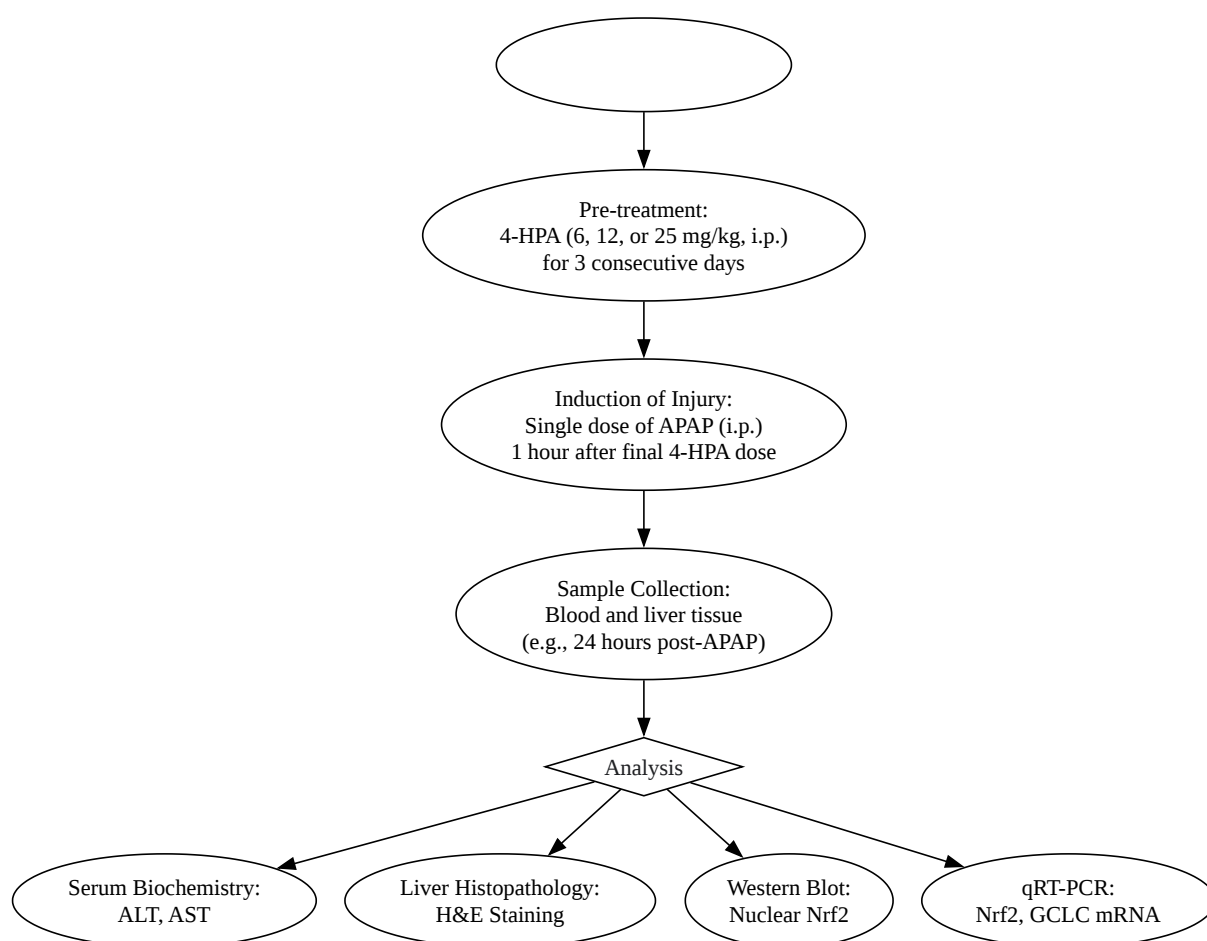 Pre-treatment:
4-HPA (6, 12, or 25 mg/kg, i.p.)
for 3 consecutive days
Induction of Injury:
Single dose of APAP (i.p.)
1 hour after final 4-HPA dose
Sample Collection:
Blood and liver tissue
(e.g., 24 hours post-APAP)
Analysis
Serum Biochemistry:
ALT, AST
Liver Histopathology:
H&E Staining
Western Blot:
Nuclear Nrf2
qRT-PCR:
Nrf2, GCLC mRNA